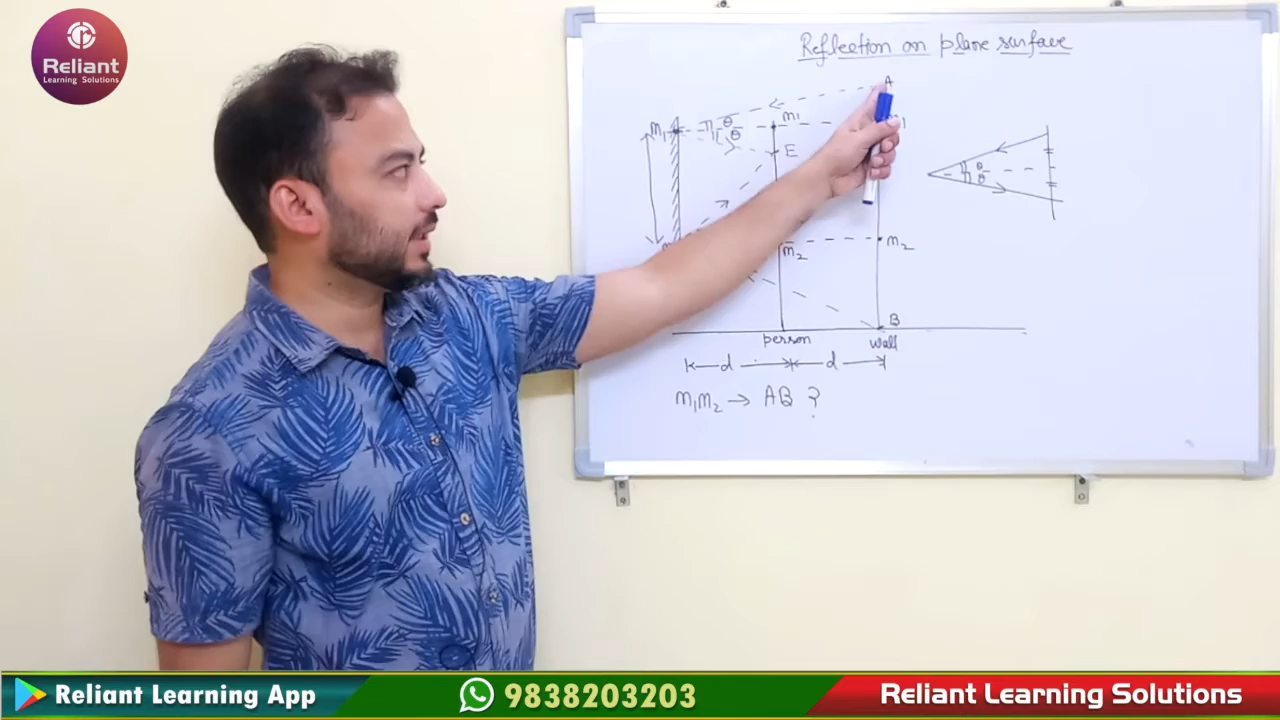 Reliant
Learning Solutions
Reflection on plane surface
A
M1 θ M1
θ E
θ
θ
M2 M2
B
person wall
d d
M1M2 → AB ?
Reliant Learning App
9838203203
Reliant Learning Solutions